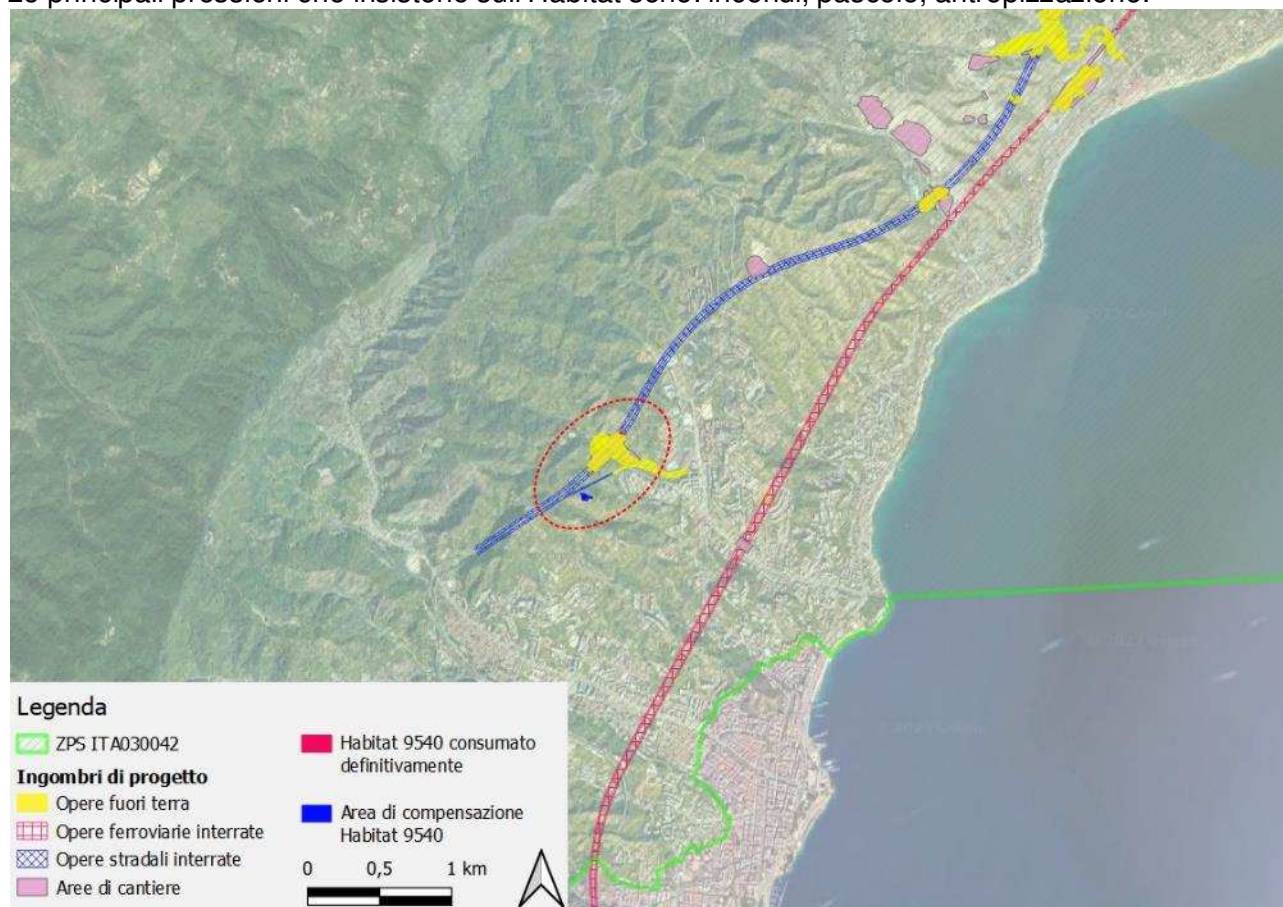 Le principali pressioni che insistono sull'Habitat sono: incendi, pascolo, antropizzazione.
Legenda
ZPS ITA030042
Ingombri di progetto
Opere fuori terra
Opere ferroviarie interrate
Opere stradali interrate
Aree di cantiere
Habitat 9540 consumato
definitivamente
Area di compensazione
Habitat 9540
0 0,5 1 km